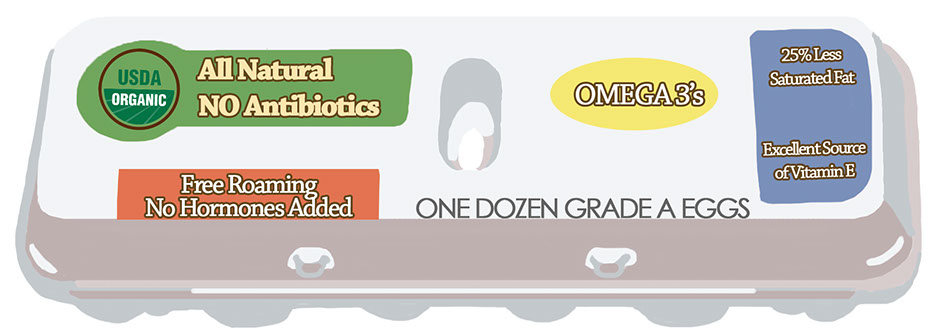 USDA
ORGANIC
All Natural
NO Antibiotics
OMEGA 3's
25% Less
Saturated Fat
Excellent Source
of Vitamin E
Free Roaming
No Hormones Added
ONE DOZEN GRADE A EGGS